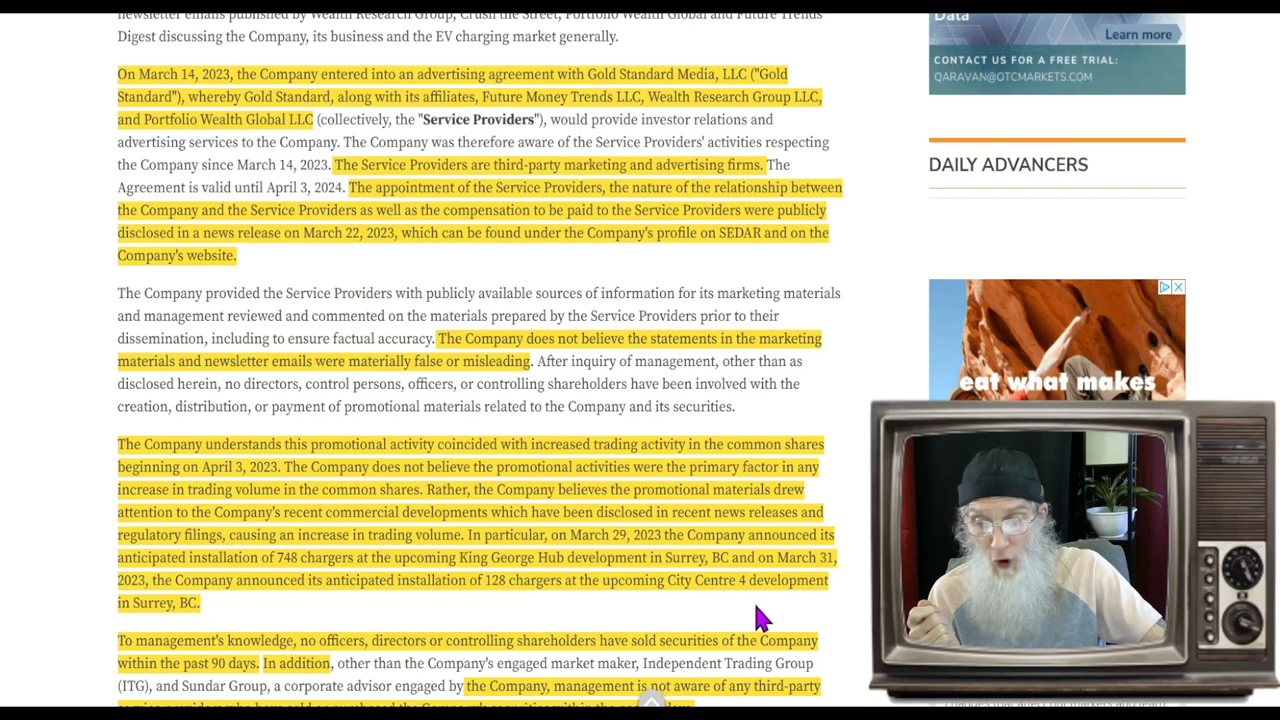 newsletter emails published by Wealth Research Group, Crush the Street, Portfolio Wealth Global and Future Trends
Digest discussing the Company, its business and the EV charging market generally.
On March 14, 2023, the Company entered into an advertising agreement with Gold Standard Media, LLC ("Gold
Standard"), whereby Gold Standard, along with its affiliates, Future Money Trends LLC, Wealth Research Group LLC,
and Portfolio Wealth Global LLC (collectively, the "Service Providers"), would provide investor relations and
advertising services to the Company. The Company was therefore aware of the Service Providers' activities respecting
the Company since March 14, 2023. The Service Providers are third-party marketing and advertising firms. The
Agreement is valid until April 3, 2024. The appointment of the Service Providers, the nature of the relationship between
the Company and the Service Providers as well as the compensation to be paid to the Service Providers were publicly
disclosed in a news release on March 22, 2023, which can be found under the Company's profile on SEDAR and on the
Company's website.
The Company provided the Service Providers with publicly available sources of information for its marketing materials
and management reviewed and commented on the materials prepared by the Service Providers prior to their
dissemination, including to ensure factual accuracy. The Company does not believe the statements in the marketing
materials and newsletter emails were materially false or misleading. After inquiry of management, other than as
disclosed herein, no directors, control persons, officers, or controlling shareholders have been involved with the
creation, distribution, or payment of promotional materials related to the Company and its securities.
The Company understands this promotional activity coincided with increased trading activity in the common shares
beginning on April 3, 2023. The Company does not believe the promotional activities were the primary factor in any
increase in trading volume in the common shares. Rather, the Company believes the promotional materials drew
attention to the Company's recent commercial developments which have been disclosed in recent news releases and
regulatory filings, causing an increase in trading volume. In particular, on March 29, 2023 the Company announced its
anticipated installation of 748 chargers at the upcoming King George Hub development in Surrey, BC and on March 31,
2023, the Company announced its anticipated installation of 128 chargers at the upcoming City Centre 4 development
in Surrey, BC.
To management's knowledge, no officers, directors or controlling shareholders have sold securities of the Company
within the past 90 days. In addition, other than the Company's engaged market maker, Independent Trading Group
(ITG), and Sundar Group, a corporate advisor engaged by the Company, management is not aware of any third-party
Data
Learn more
CONTACT US FOR A FREE TRIAL:
QARAVAN@OTCMARKETS.COM
DAILY ADVANCERS
eat what makes